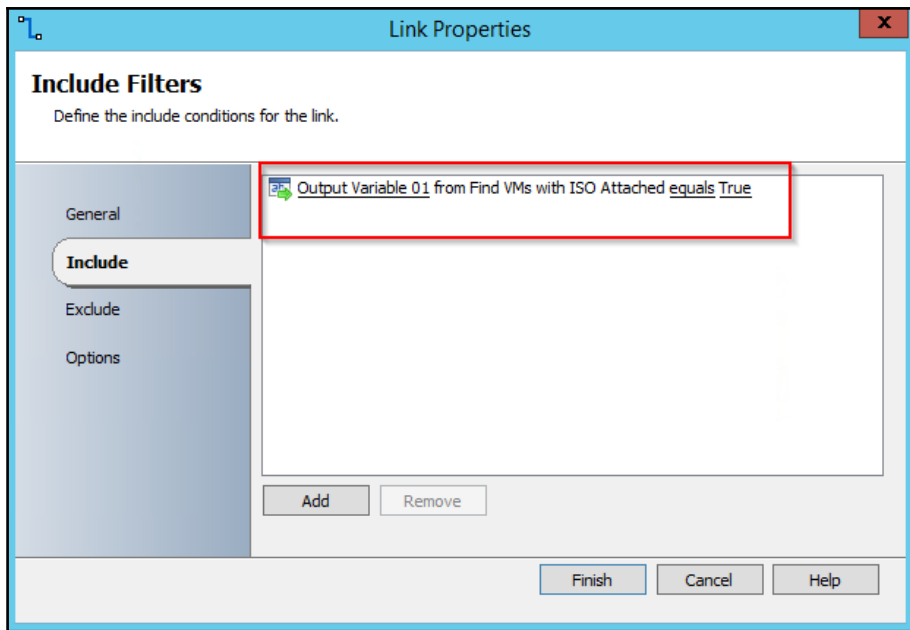 Link Properties
x
Include Filters
Define the include conditions for the link.
General
Include
Exclude
Options
Output Variable 01 from Find VMs with ISO Attached equals True
Add
Remove
Finish
Cancel
Help